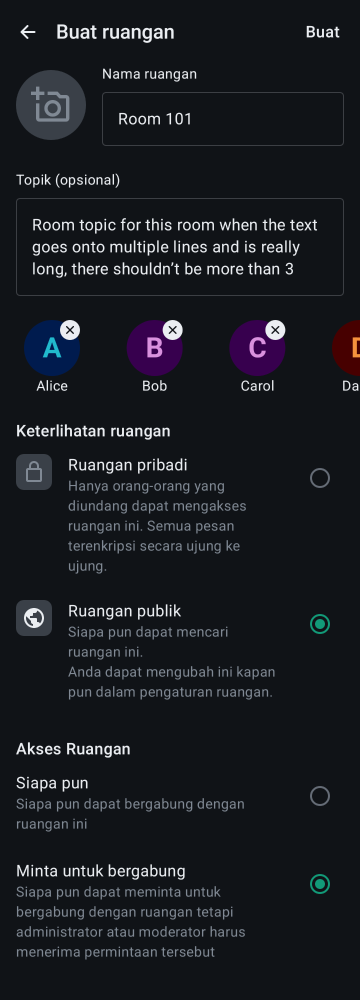 Buat ruangan
Buat
Nama ruangan
Room 101
Topik (opsional)
Room topic for this room when the text
goes onto multiple lines and is really
long, there shouldn’t be more than 3
A
B
C
Alice
Bob
Carol
Da
Keterlihatan ruangan
Ruangan pribadi
Hanya orang-orang yang
diundang dapat mengakses
ruangan ini. Semua pesan
terenkripsi secara ujung ke
ujung.
Ruangan publik
Siapa pun dapat mencari
ruangan ini.
Anda dapat mengubah ini kapan
pun dalam pengaturan ruangan.
Akses Ruangan
Siapa pun
Siapa pun dapat bergabung dengan
ruangan ini
Minta untuk bergabung
Siapa pun dapat meminta untuk
bergabung dengan ruangan tetapi
administrator atau moderator harus
menerima permintaan tersebut